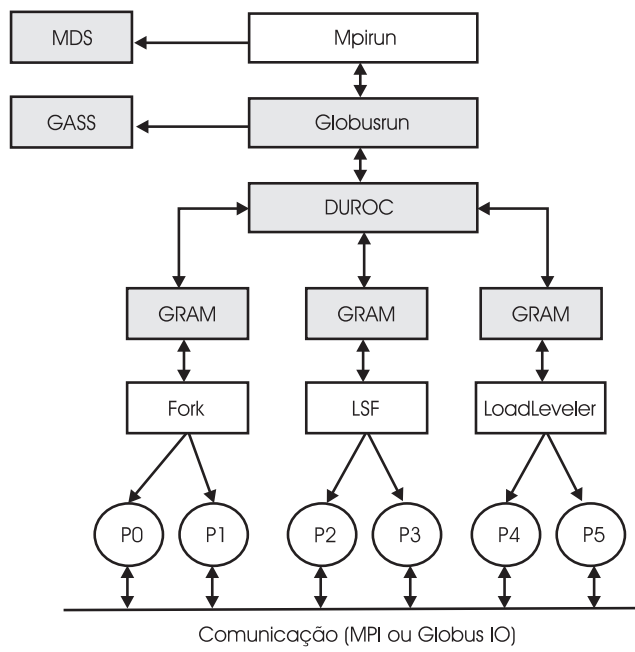 MDS
Mpirun
GASS
Globusrun
DUROC
GRAM
GRAM
GRAM
Fork
LSF
LoadLeveler
P0
P1
P2
P3
P4
P5
Comunicação (MPI ou Globus IO)